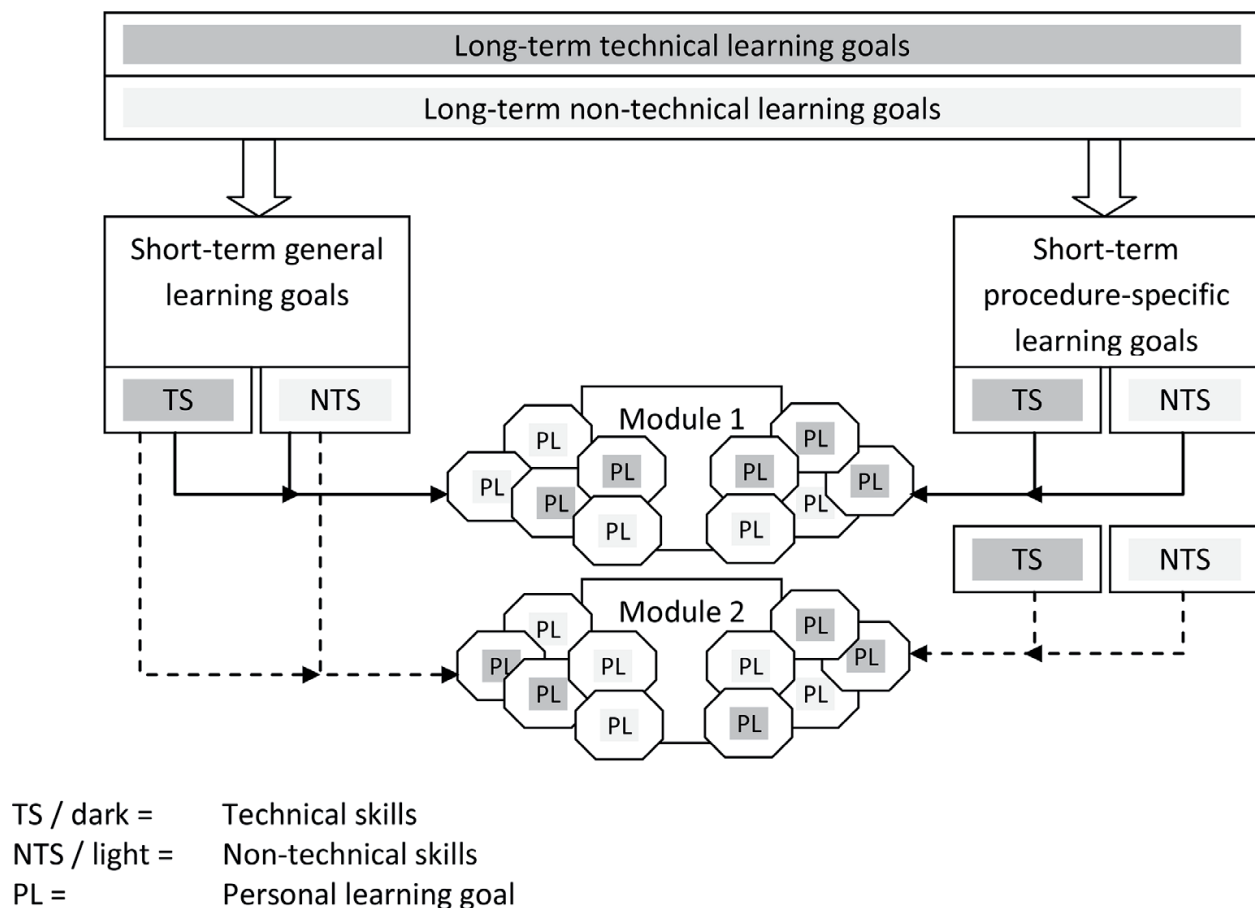 Long-term technical learning goals
Long-term non-technical learning goals
Short-term general
learning goals
Short-term
procedure-specific
learning goals
TS
NTS
TS
NTS
Module 1
PL
PL
PL
PL
PL
PL
PL
PL
PL
PL
PL
TS
NTS
Module 2
PL
PL
PL
PL
PL
PL
PL
PL
PL
PL
TS / dark = Technical skills
NTS / light = Non-technical skills
PL = Personal learning goal